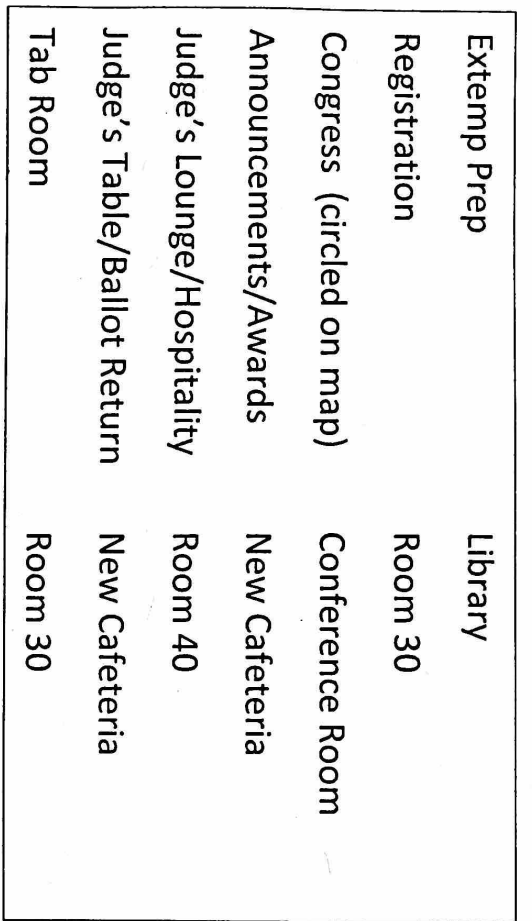 Extemp Prep Library
Registration Room 30
Congress (circled on map) Conference Room
Announcements/Awards New Cafeteria
Judge's Lounge/Hospitality Room 40
Judge's Table/Ballot Return New Cafeteria
Tab Room Room 30